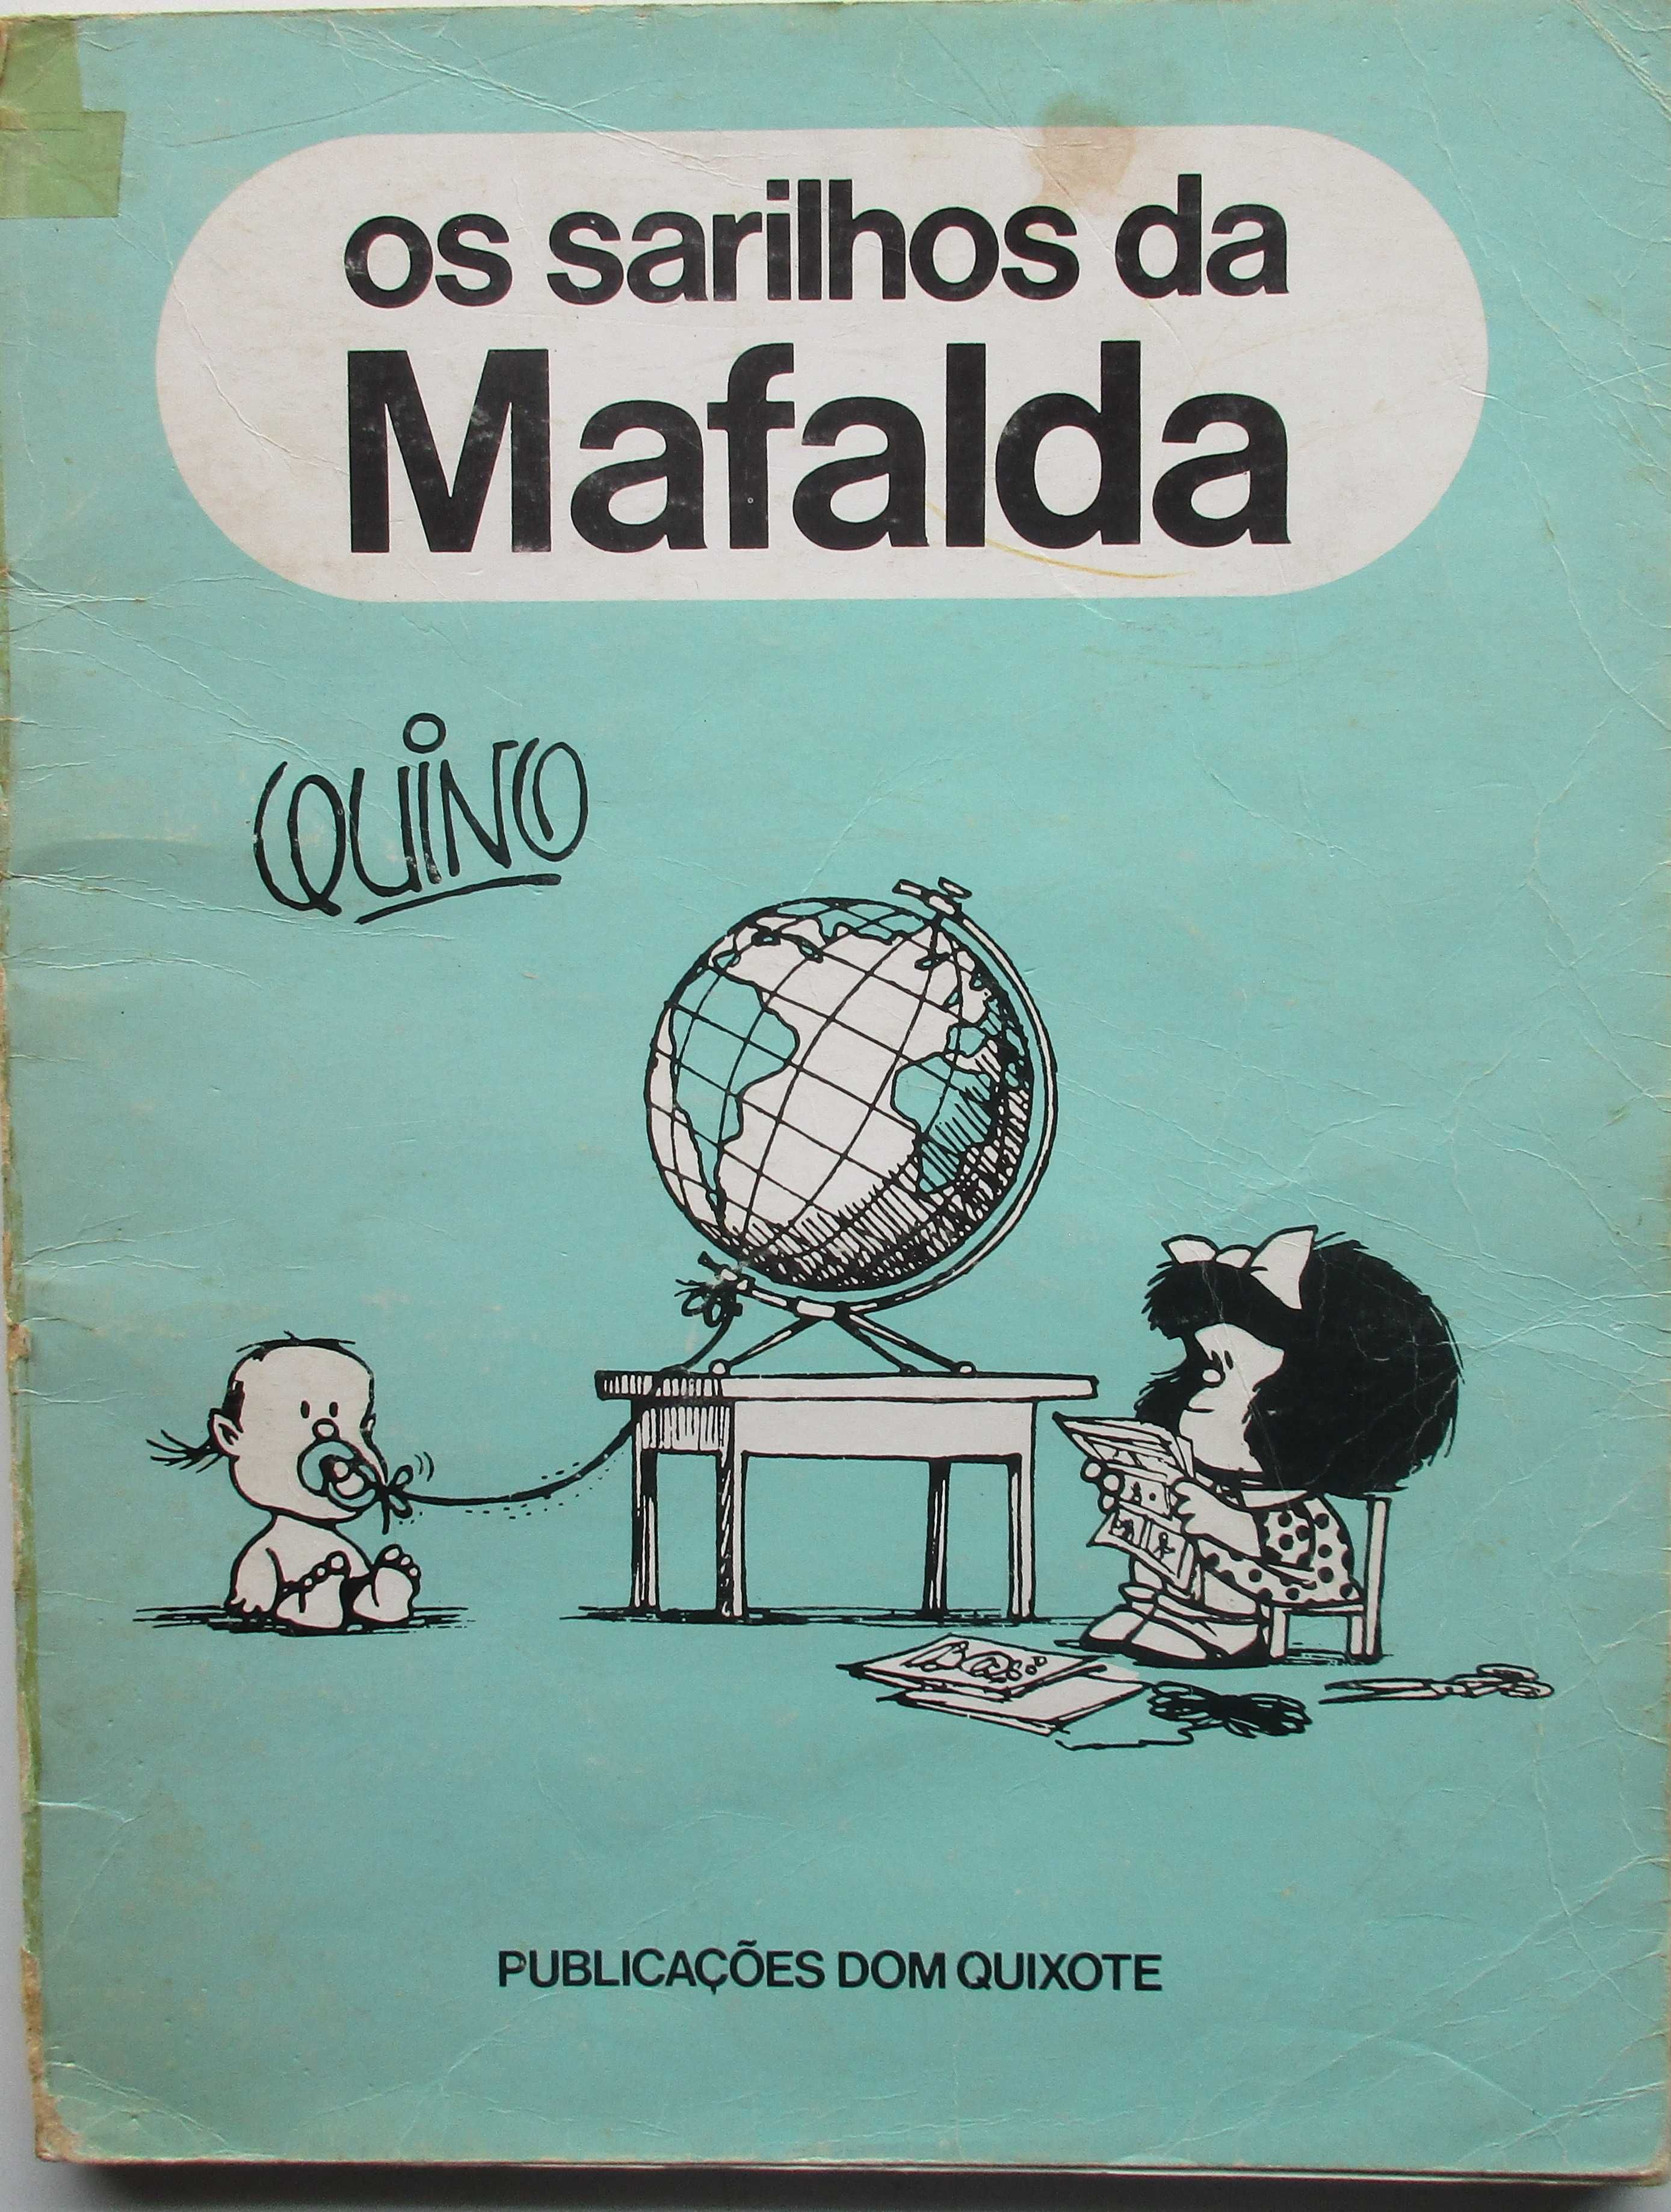 os sarilhos da
Mafalda
QUiNO
PUBLICAÇÕES DOM QUIXOTE